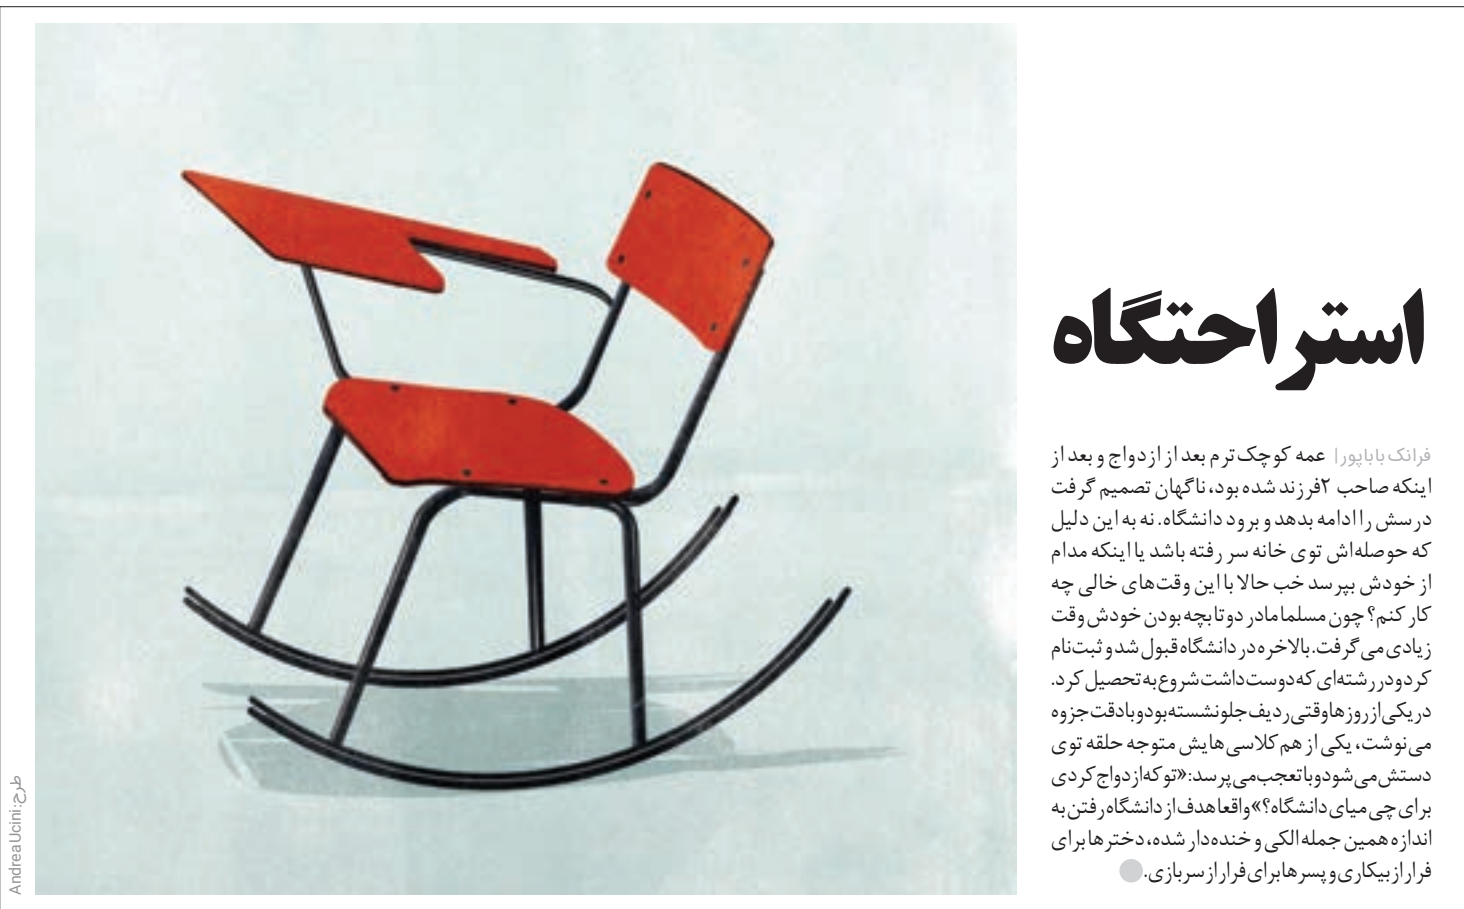 استراحتگاه
فرانک باباپور| عمه کوچک‌ترم بعد از ازدواج و بعد از
اینکه صاحب ۲فرزند شده بود، ناگهان تصمیم گرفت
درسش را ادامه بدهد و برود دانشگاه. نه به این دلیل
که حوصله‌اش توی خانه سر رفته باشد یا اینکه مدام
از خودش بپرسد خب حالا با این وقت‌های خالی چه
کار کنم؟ چون مسلما مادر دو تا بچه بودن خودش وقت
زیادی می‌گرفت. بالاخره در دانشگاه قبول شد و ثبت‌نام
کرد و در رشته‌ای که دوست داشت شروع به تحصیل کرد.
در یکی از روزها وقتی ردیف جلو نشسته بود و با دقت جزوه
می‌نوشت، یکی از هم‌کلاسی‌هایش متوجه حلقه توی
دستش می‌شود و با تعجب می‌پرسد: «تو که ازدواج کردی
برای چی میای دانشگاه؟» واقعا هدف از دانشگاه رفتن به
اندازه همین جمله الکی و خنده‌دار شده، دخترها برای
فرار از بیکاری و پسرها برای فرار از سربازی.
طرح: Andrea Ucini